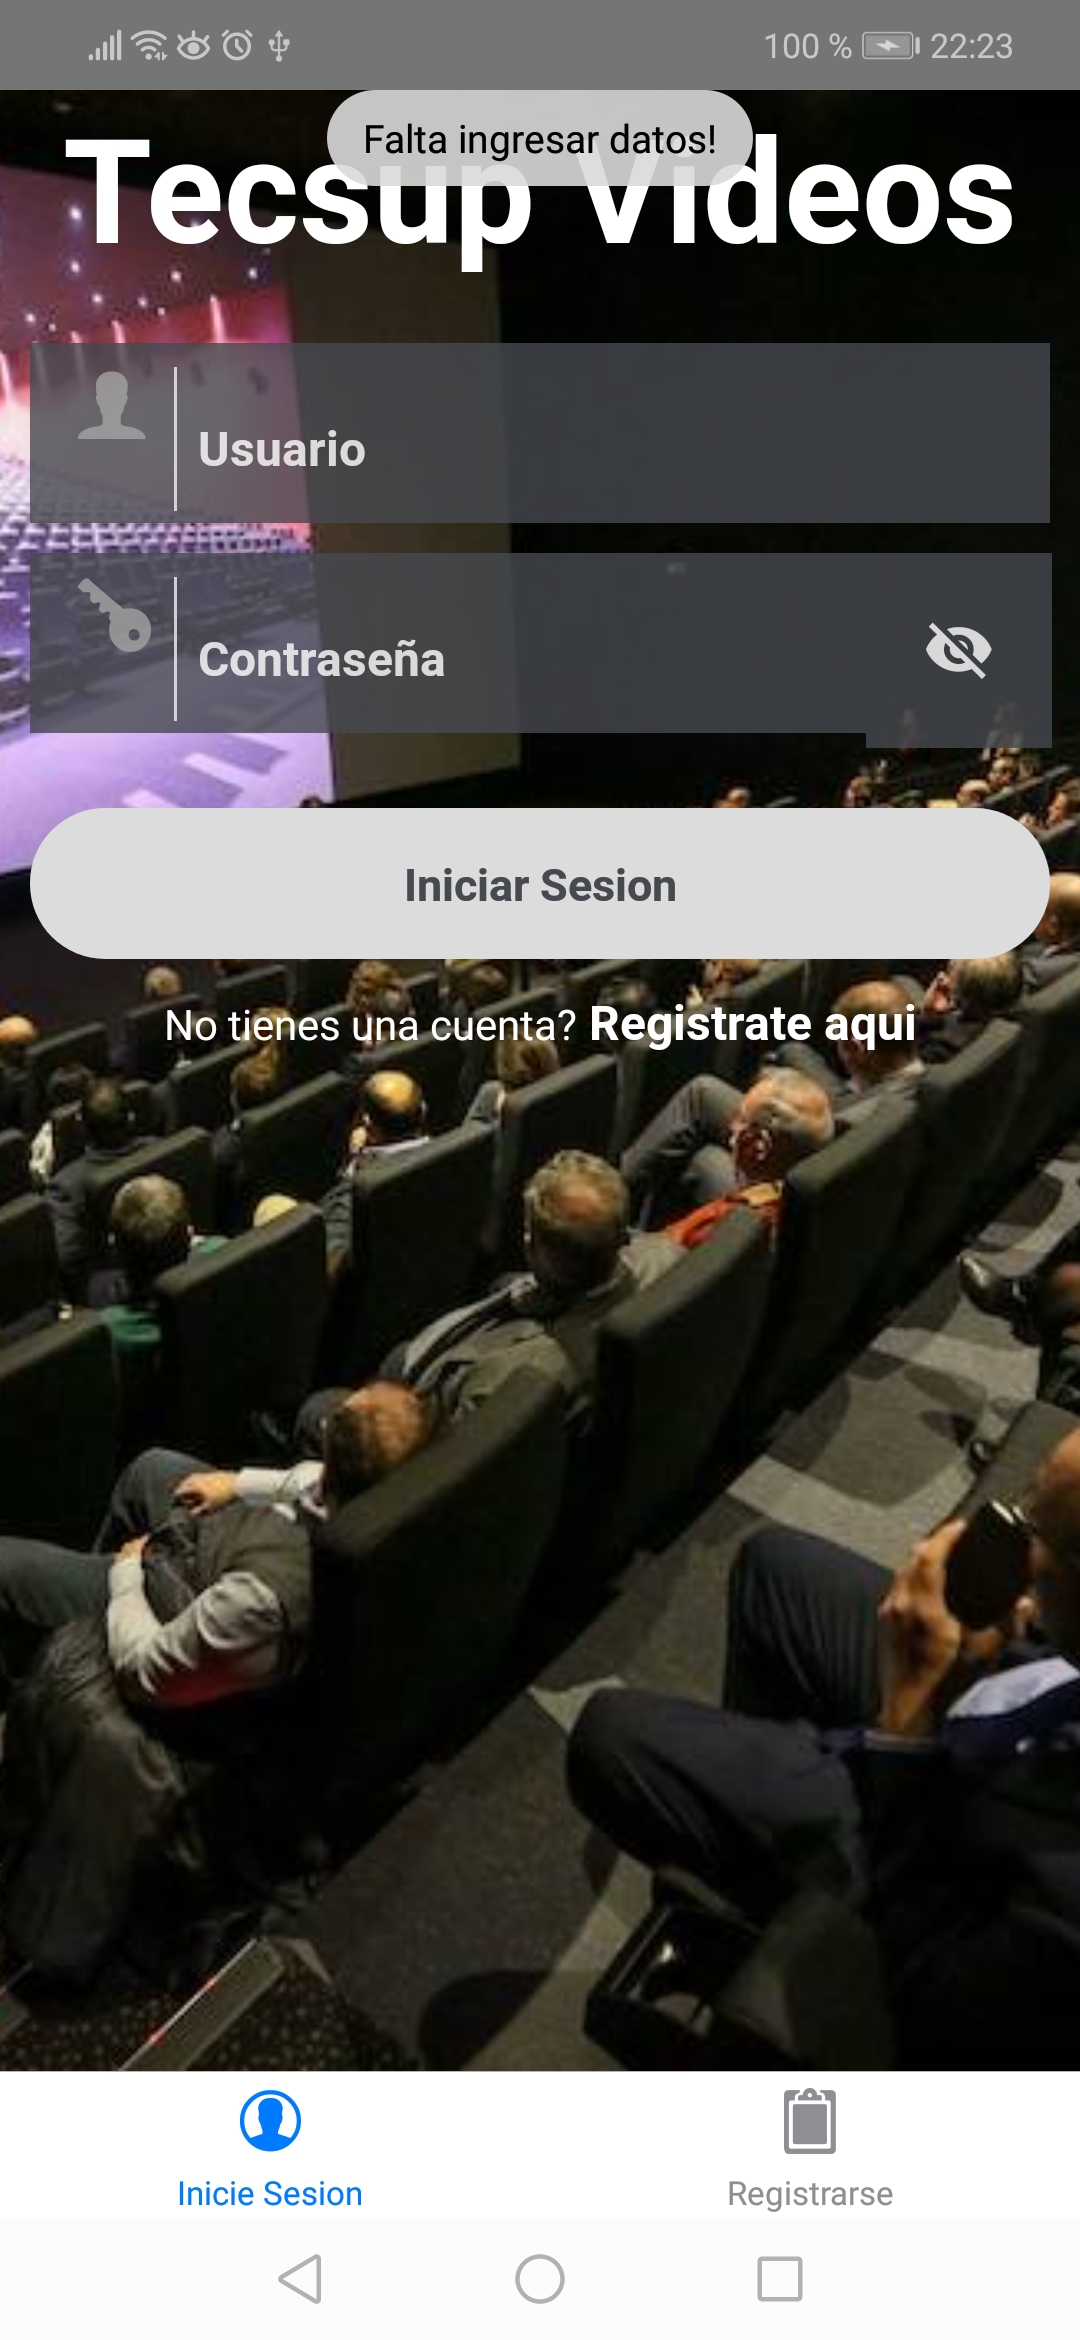 100 % 22:23
Falta ingresar datos!
Tecsup Videos
Usuario
Contraseña
Iniciar Sesion
No tienes una cuenta? Registrate aqui
Inicie Sesion
Registrarse